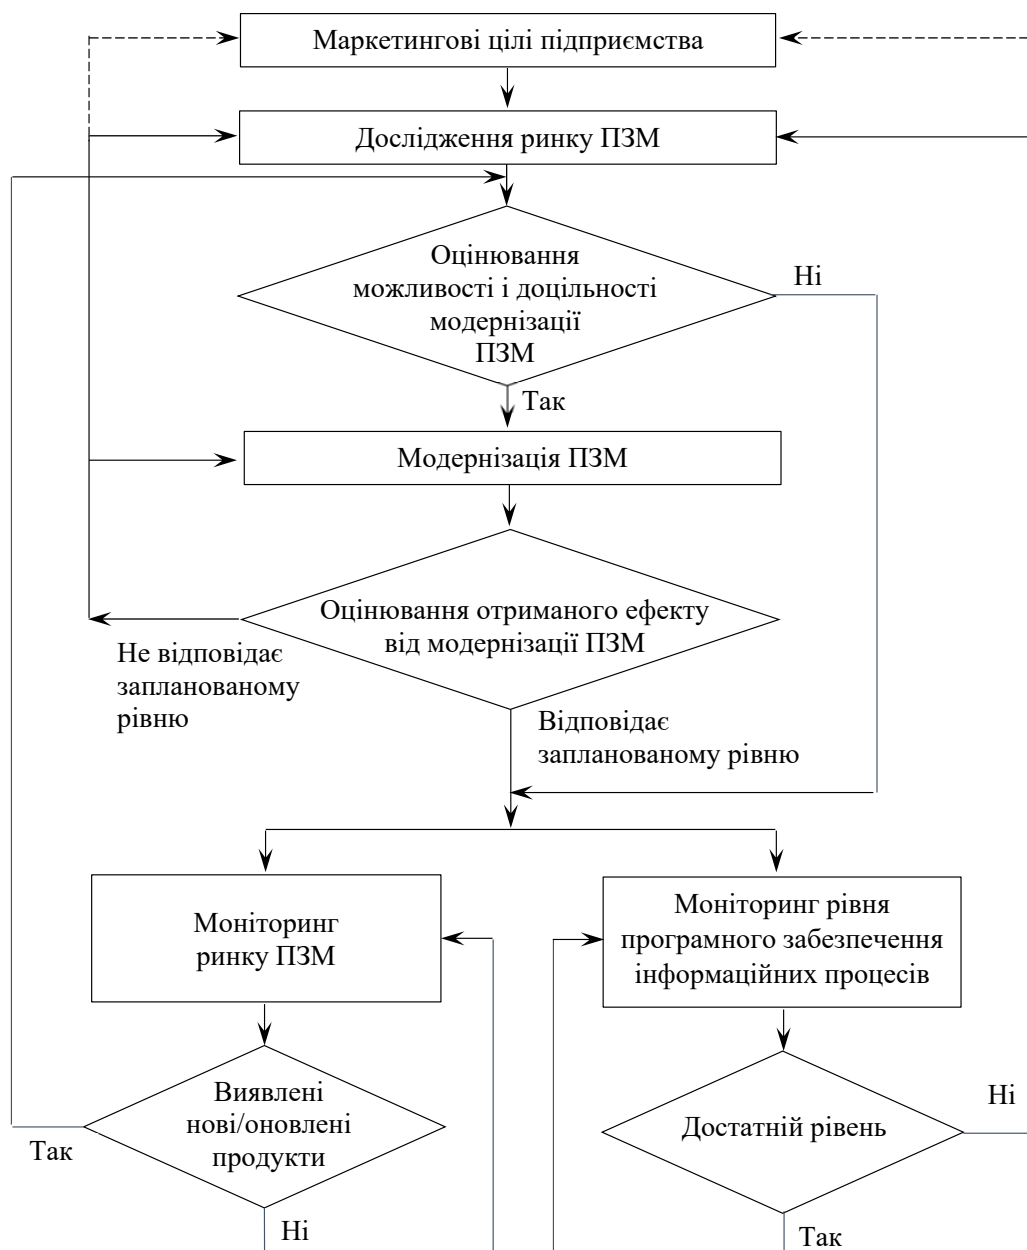 Маркетингові цілі підприємства
Дослідження ринку ПЗМ
Оцінювання
можливості і доцільності
модернізації
ПЗМ
Ні
Так
Модернізація ПЗМ
Оцінювання отриманого ефекту
від модернізації ПЗМ
Не відповідає
запланованому
рівню
Відповідає
запланованому рівню
Моніторинг
ринку ПЗМ
Моніторинг рівня
програмного забезпечення
інформаційних процесів
Виявлені
нові/оновлені
продукти
Так
Ні
Достатній рівень
Ні
Так